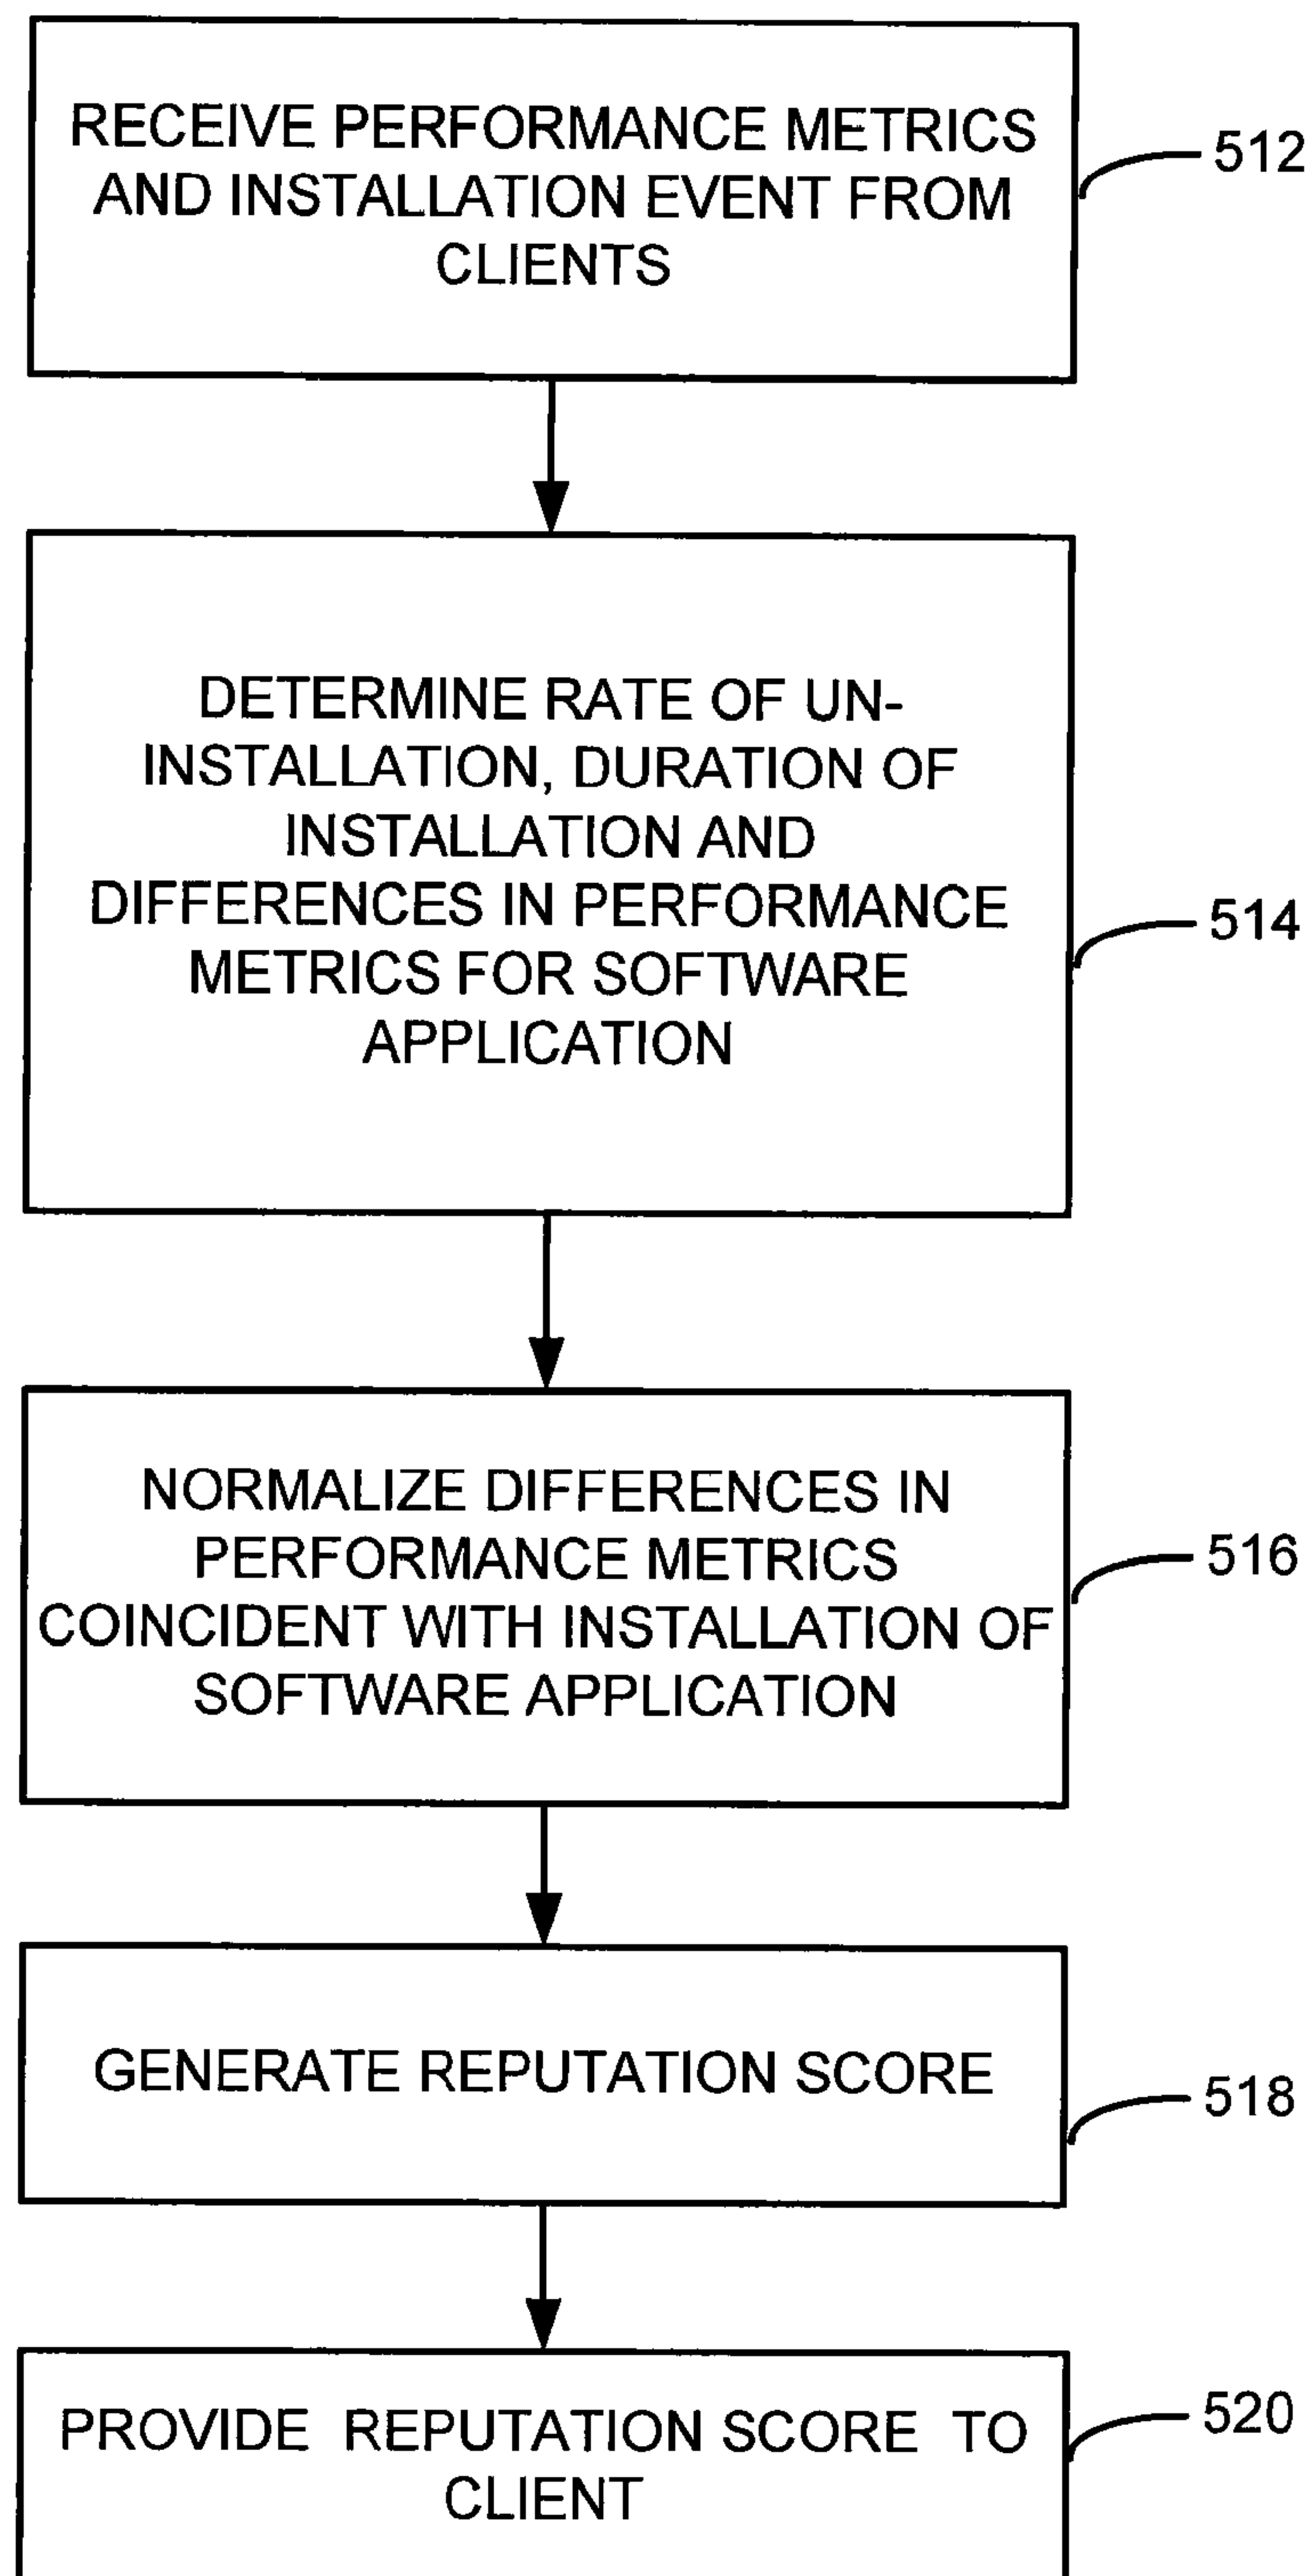 RECEIVE PERFORMANCE METRICS
AND INSTALLATION EVENT FROM
CLIENTS
512
DETERMINE RATE OF UN-
INSTALLATION, DURATION OF
INSTALLATION AND
DIFFERENCES IN PERFORMANCE
METRICS FOR SOFTWARE
APPLICATION
514
NORMALIZE DIFFERENCES IN
PERFORMANCE METRICS
COINCIDENT WITH INSTALLATION OF
SOFTWARE APPLICATION
516
GENERATE REPUTATION SCORE
518
PROVIDE REPUTATION SCORE TO
CLIENT
520